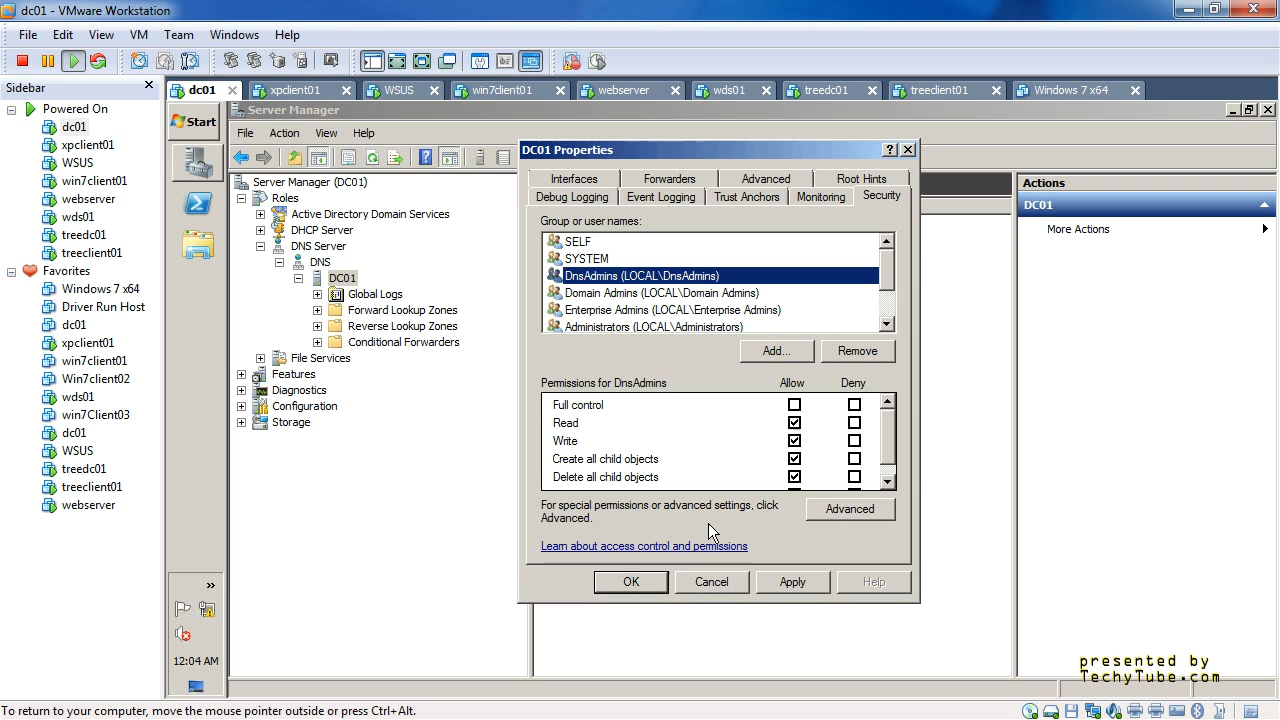 dc01 - VMware Workstation
File Edit View VM Team Windows Help
Sidebar
Powered On
dc01
xpclient01
WSUS
win7client01
webserver
wds01
treedc01
treeclient01
Favorites
Windows 7 x64
Driver Run Host
dc01
xpclient01
win7client01
Win7client02
wds01
win7Client03
dc01
WSUS
treedc01
treeclient01
webserver
dc01 xpclient01 WSUS win7client01 webserver wds01 treedc01 treeclient01 Windows 7 x64
Start
12:04 AM
Server Manager
File Action View Help
Server Manager (DC01)
Roles
Active Directory Domain Services
DHCP Server
DNS Server
DNS
DC01
Global Logs
Forward Lookup Zones
Reverse Lookup Zones
Conditional Forwarders
File Services
Features
Diagnostics
Configuration
Storage
DC01 Properties
Interfaces Forwarders Advanced Root Hints
Debug Logging Event Logging Trust Anchors Monitoring Security
Group or user names:
SELF
SYSTEM
DnsAdmins (LOCAL\DnsAdmins)
Domain Admins (LOCAL\Domain Admins)
Enterprise Admins (LOCAL\Enterprise Admins)
Administrators (LOCAL\Administrators)
Add... Remove
Permissions for DnsAdmins Allow Deny
Full control
Read
Write
Create all child objects
Delete all child objects
For special permissions or advanced settings, click
Advanced.
Advanced
Learn about access control and permissions
OK Cancel Apply Help
Actions
DC01
More Actions
presented by
TechyTube.com
To return to your computer, move the mouse pointer outside or press Ctrl+Alt.